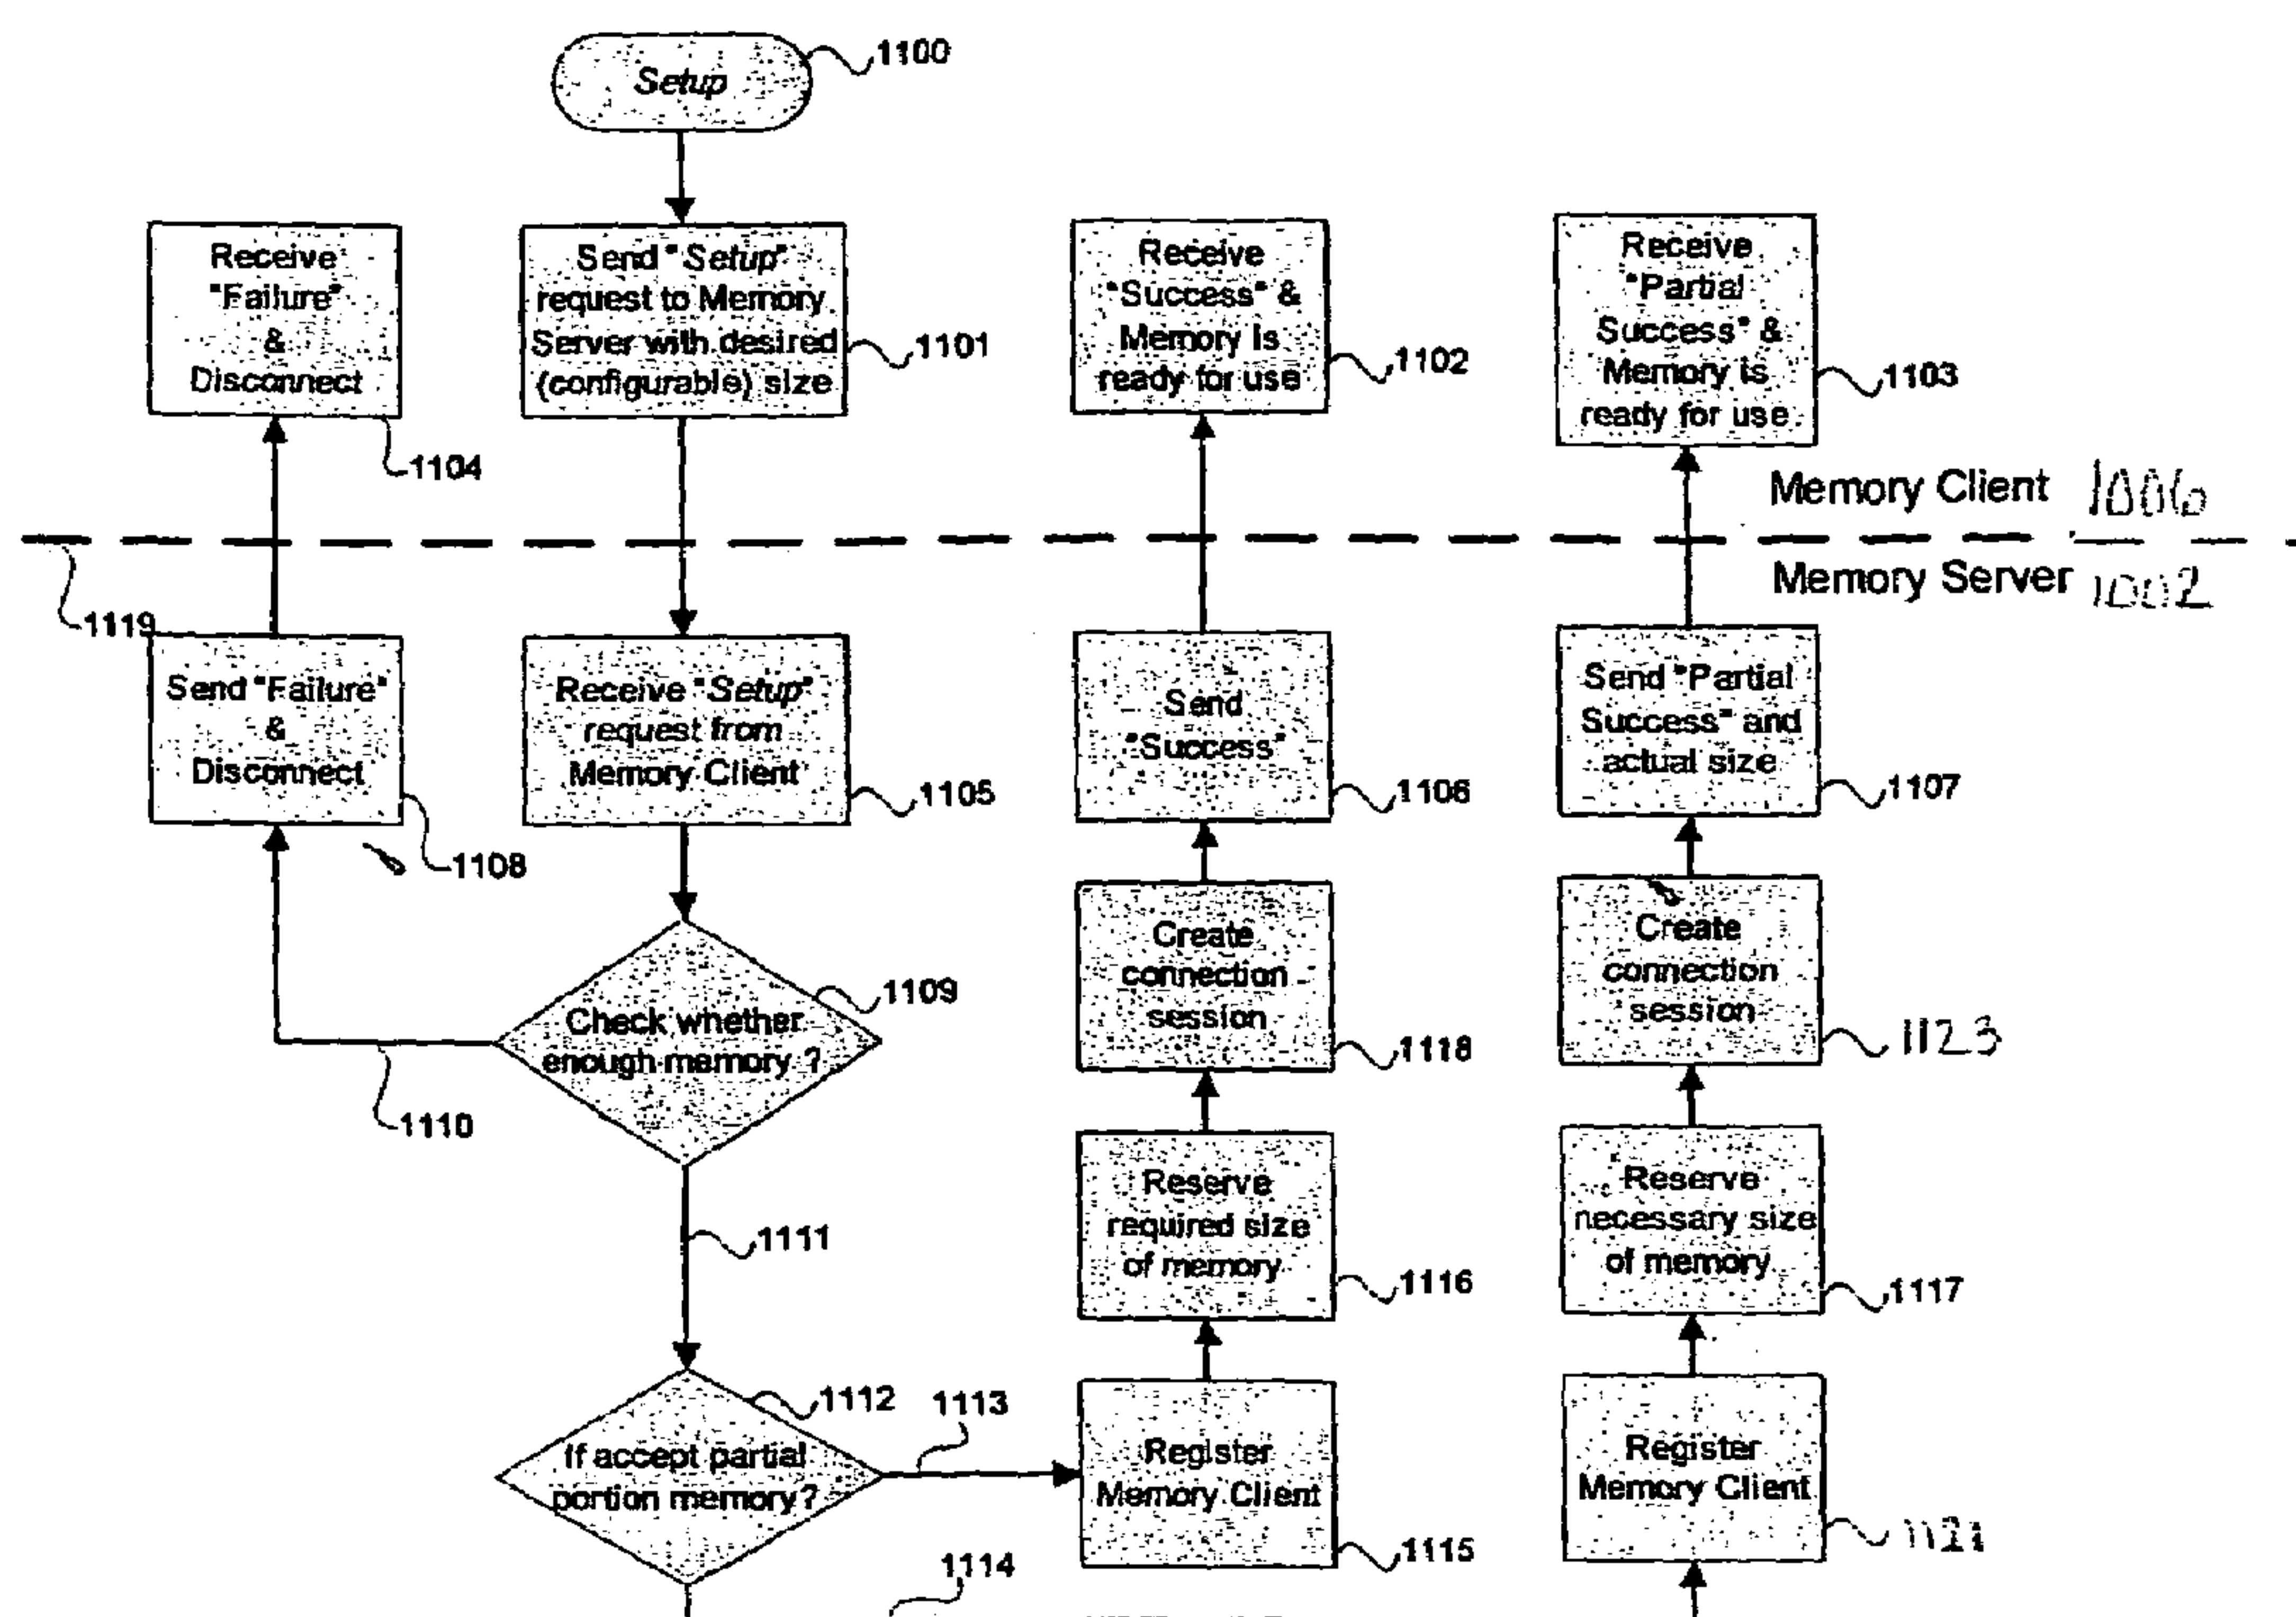 Setup
1100
Receive
"Failure"
&
Disconnect
1104
Send "Setup"
request to Memory
Server with desired
(configurable) size
1101
Receive
"Success" &
Memory is
ready for use
1102
Receive
"Partial
Success" &
Memory is
ready for use
1103
Memory Client 1006
Memory Server 1002
1119
Send "Failure"
&
Disconnect
1108
Receive "Setup"
request from
Memory Client
1105
Send
"Success"
1106
Send "Partial
Success" and
actual size
1107
Check whether
enough memory ?
1109
1110
1111
Create
connection
session
1118
Create
connection
session
1123
Reserve
required size
of memory
1116
Reserve
necessary size
of memory
1117
If accept partial
portion memory?
1112
1113
1114
Register
Memory Client
1115
Register
Memory Client
1121